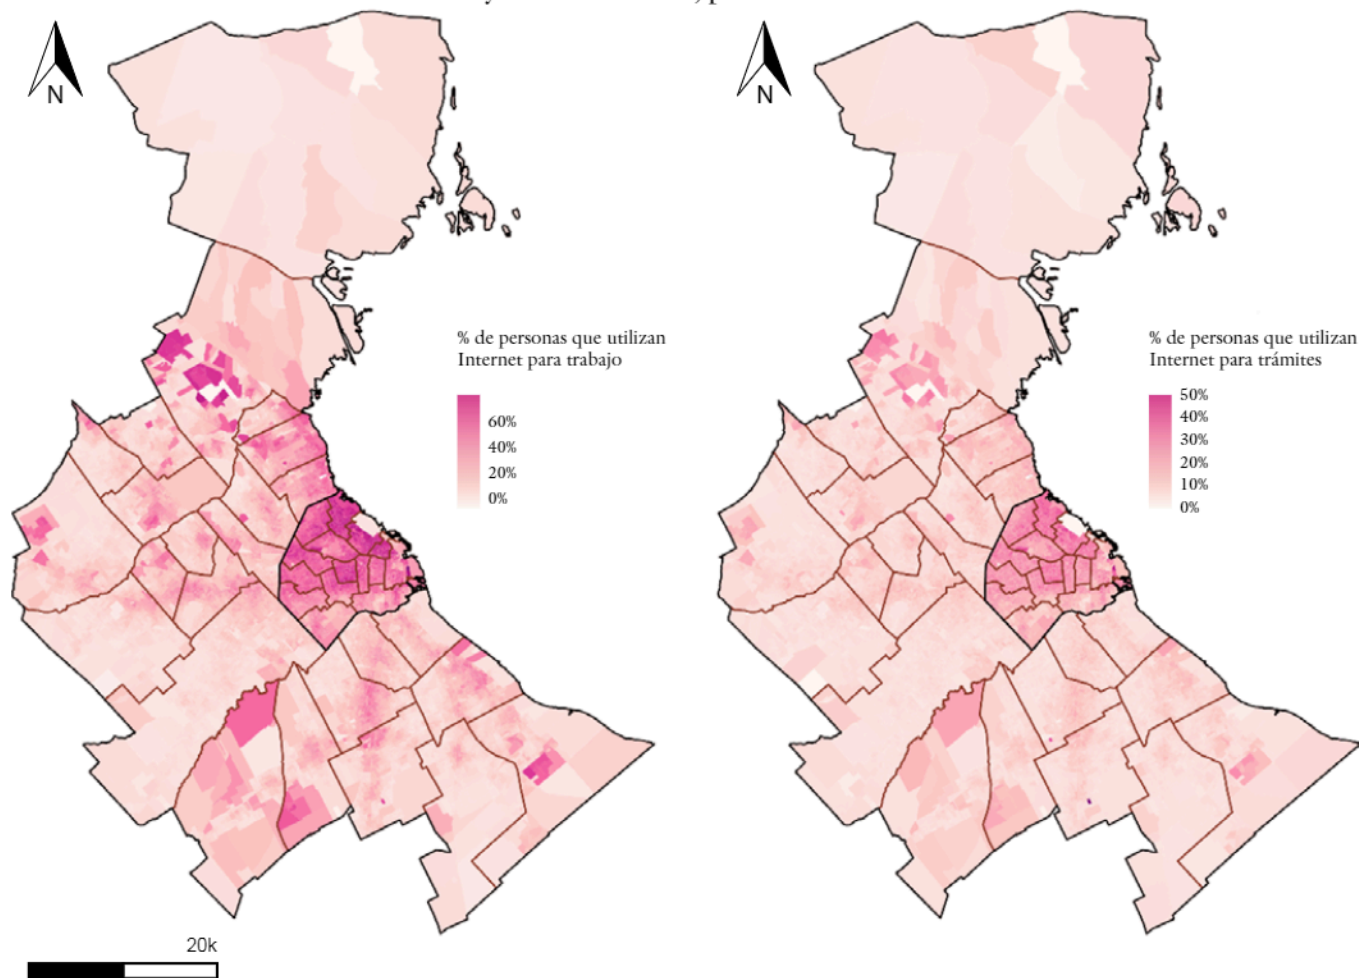 N
N
% de personas que utilizan
Internet para trabajo
60%
40%
20%
0%
% de personas que utilizan
Internet para trámites
50%
40%
30%
20%
10%
0%
20k